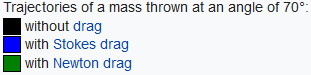 Trajectories of a mass thrown at an angle of 70°:
without drag
with Stokes drag
with Newton drag